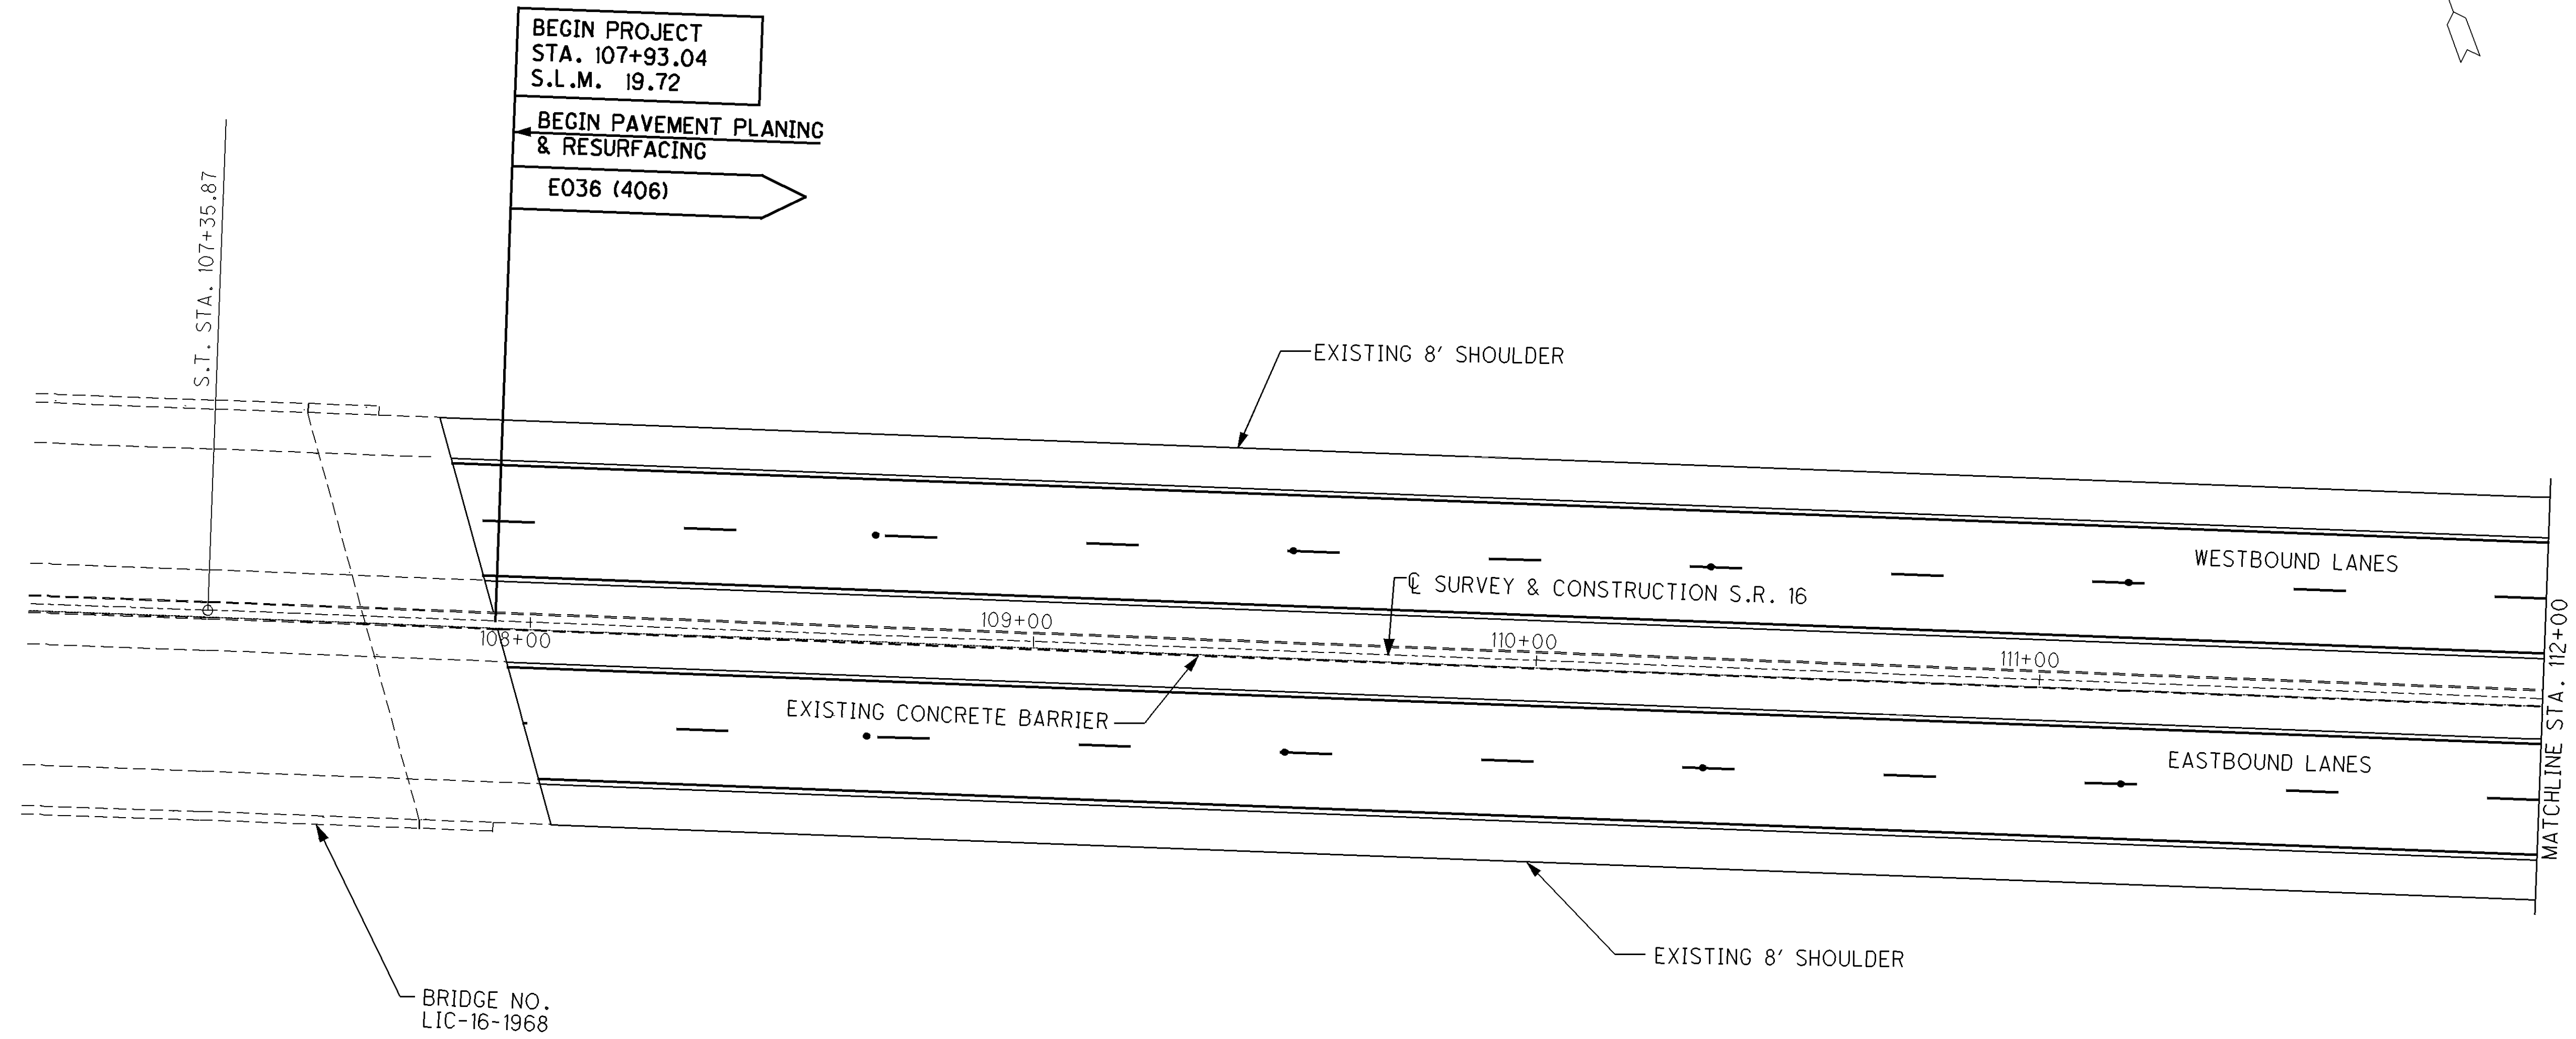 BEGIN PROJECT
STA. 107+93.04
S.L.M. 19.72
BEGIN PAVEMENT PLANING
& RESURFACING
E036 (406)
S.T. STA. 107+35.87
EXISTING 8' SHOULDER
WESTBOUND LANES
℄ SURVEY & CONSTRUCTION S.R. 16
108+00
109+00
110+00
111+00
EXISTING CONCRETE BARRIER
EASTBOUND LANES
MATCHLINE STA. 112+00
EXISTING 8' SHOULDER
BRIDGE NO.
LIC-16-1968